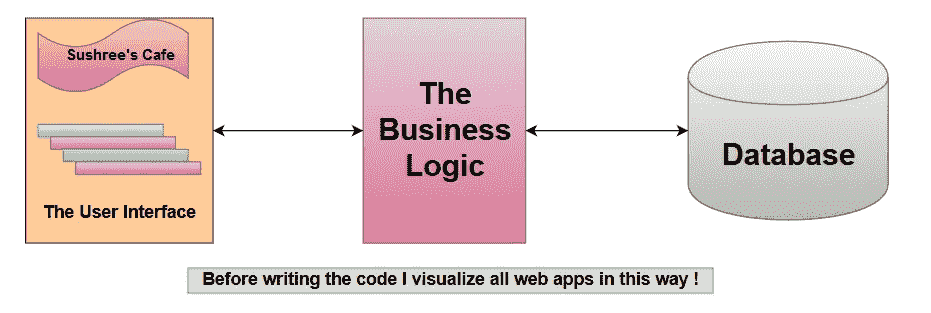 Sushree's Cafe
The User Interface
The
Business
Logic
Database
Before writing the code I visualize all web apps in this way !